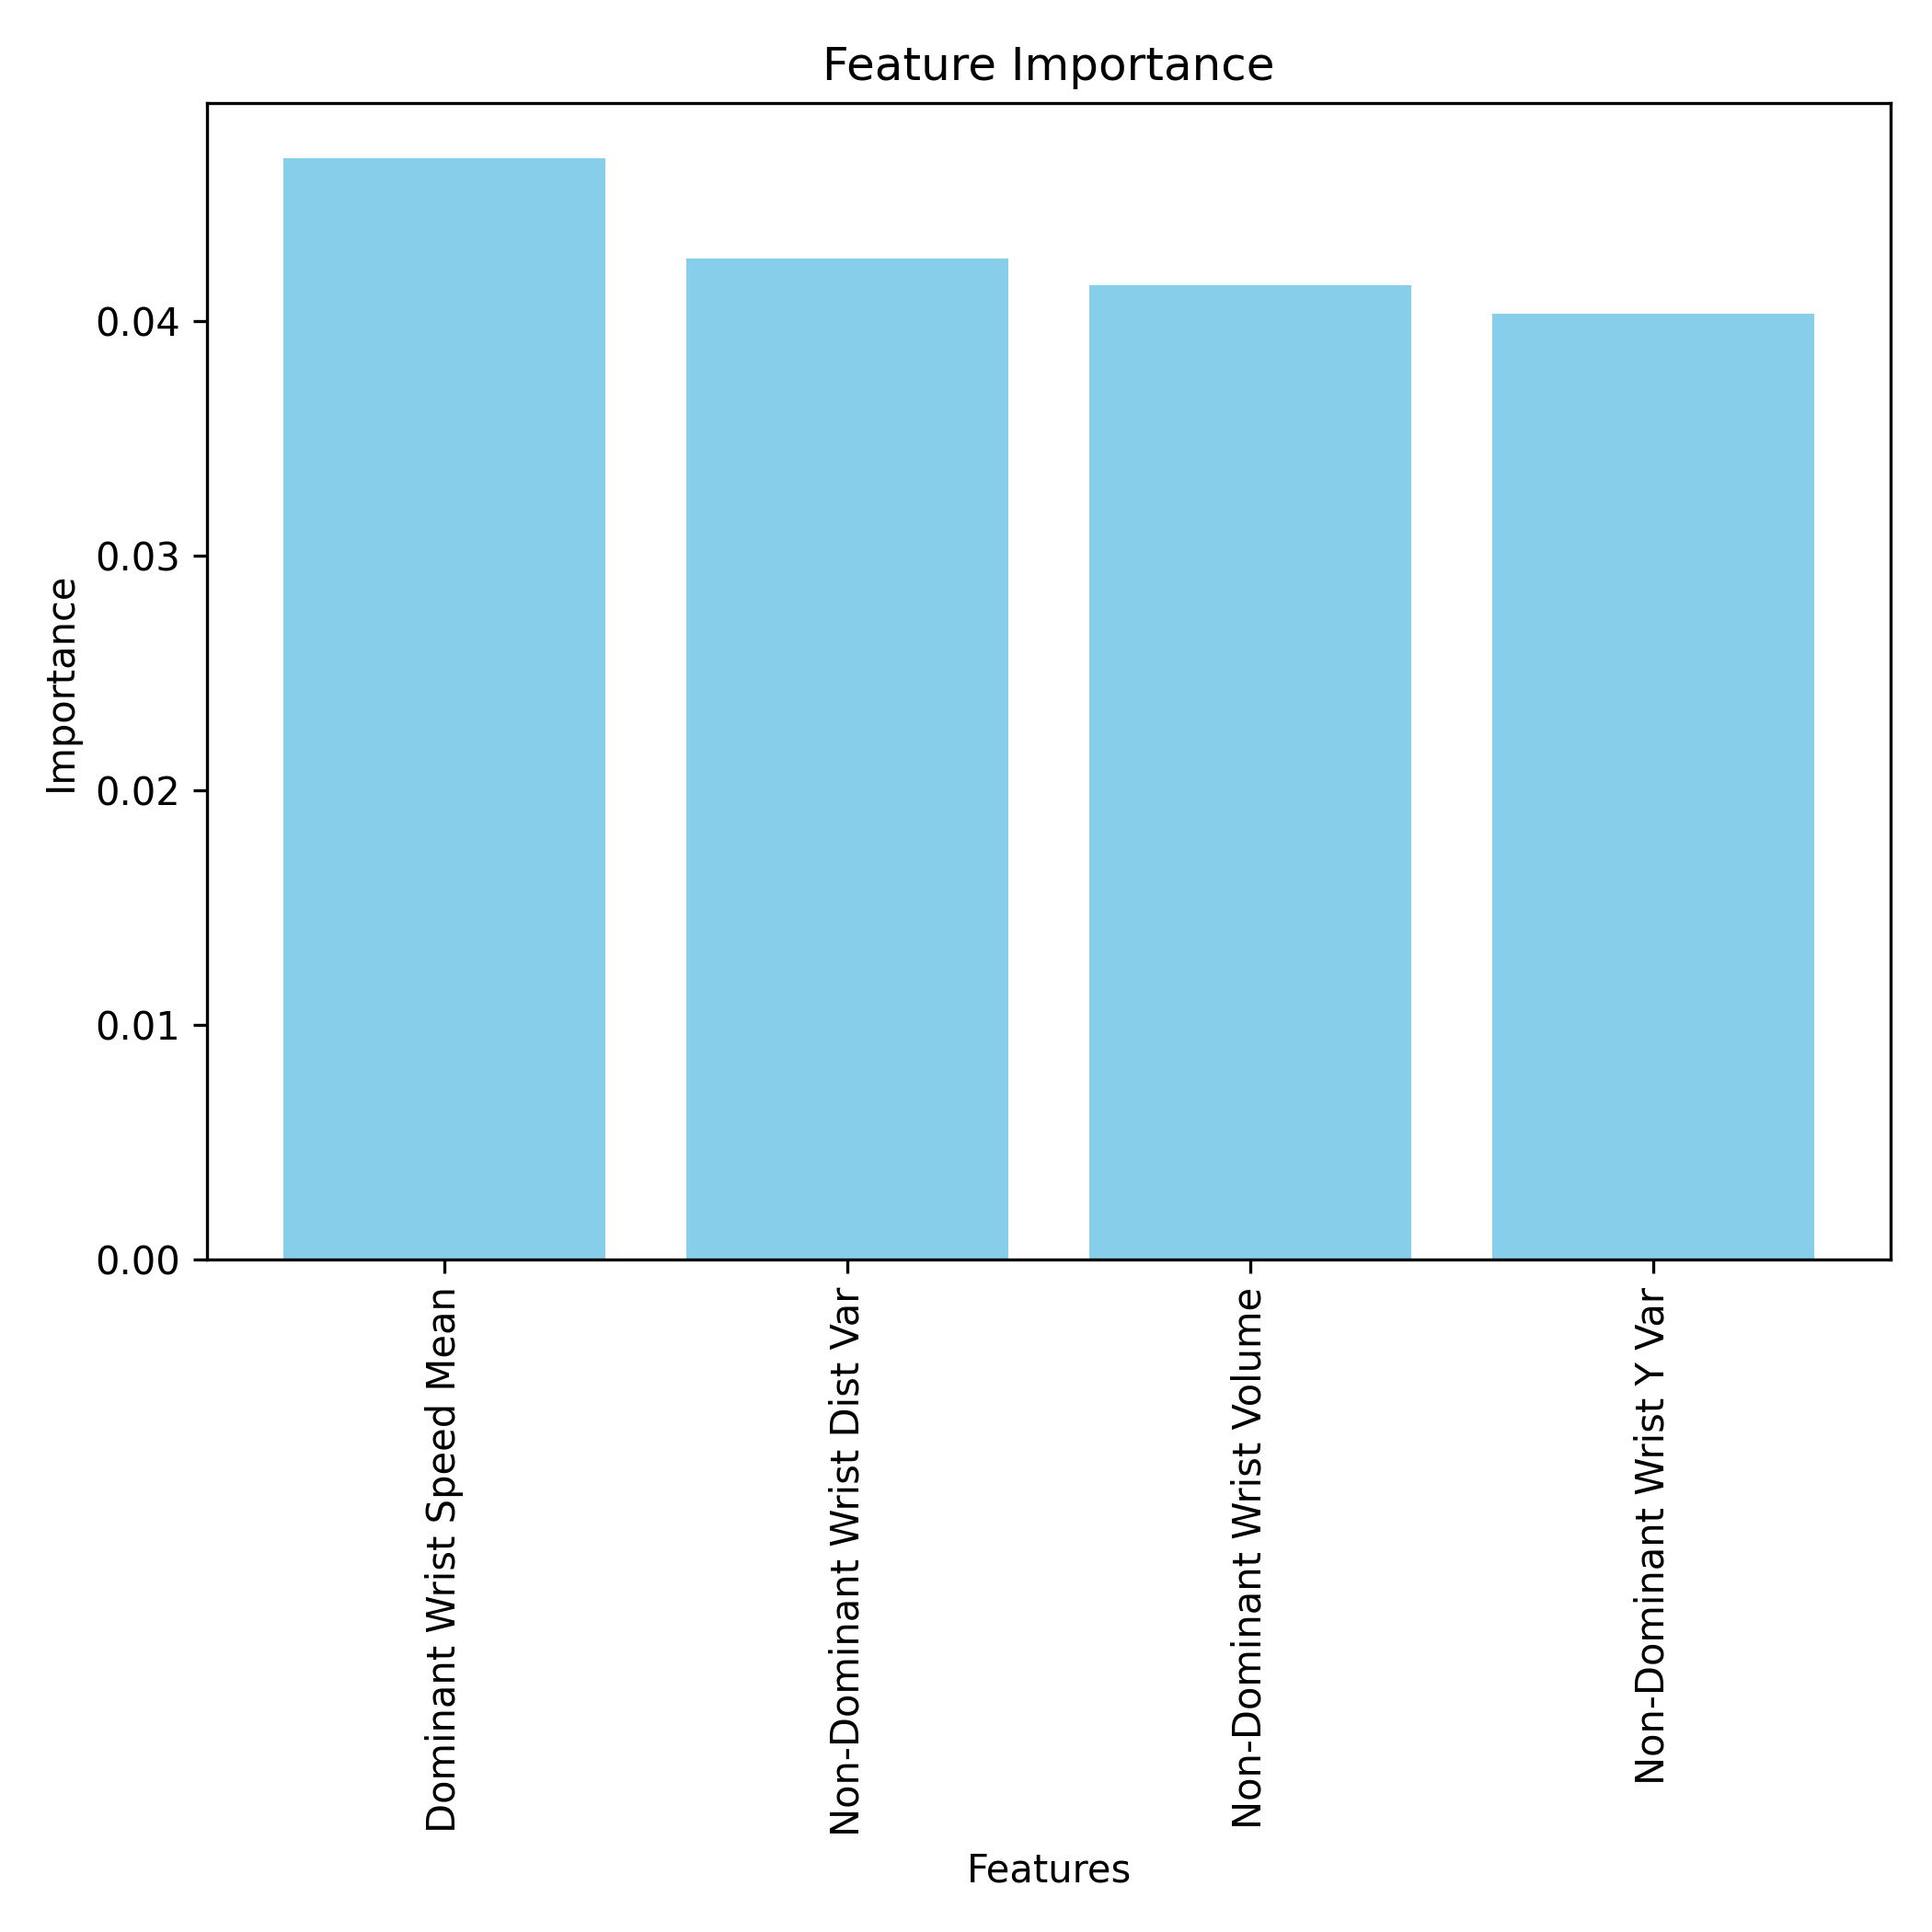 Feature Importance
Importance
0.04
0.03
0.02
0.01
0.00
Dominant Wrist Speed Mean
Non-Dominant Wrist Dist Var
Non-Dominant Wrist Volume
Non-Dominant Wrist Y Var
Features